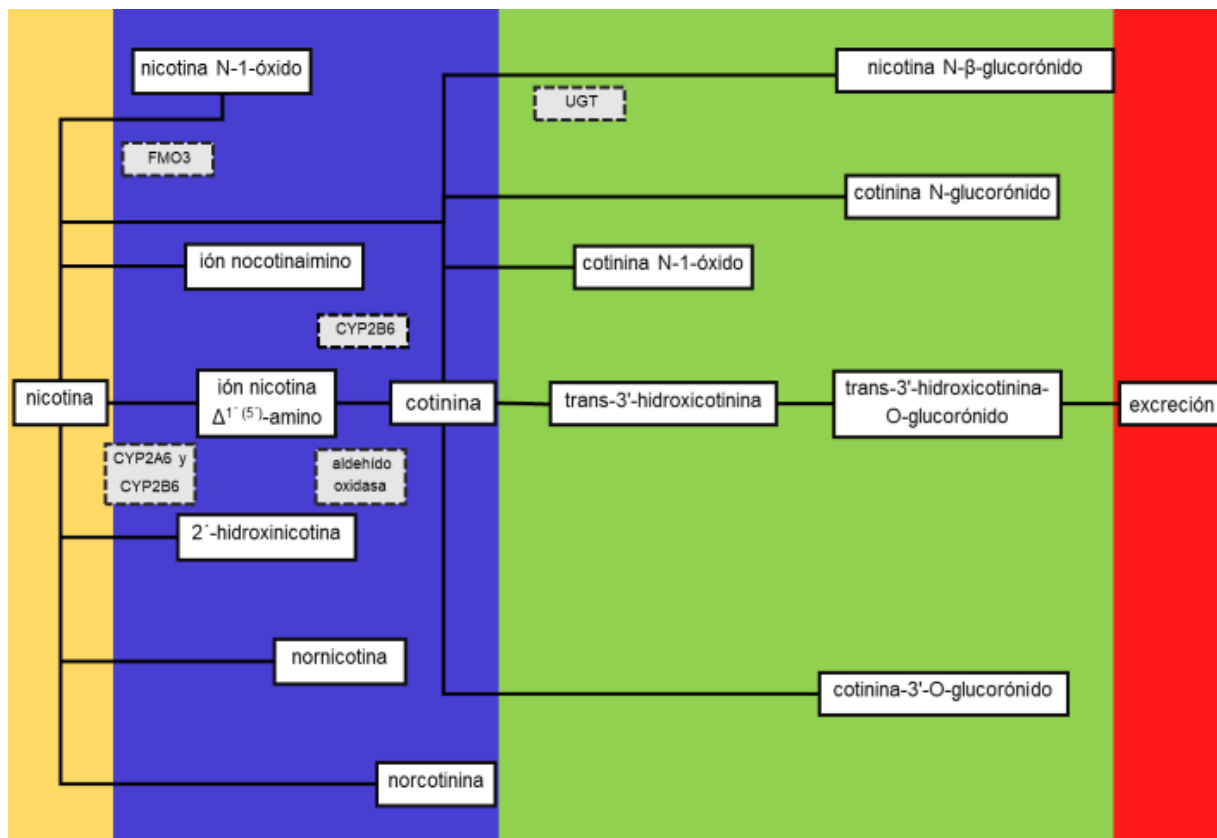 nicotina N-1-óxido
nicotina N-β-glucorónido
UGT
FMO3
cotinina N-glucorónido
ión nocotinaimino
cotinina N-1-óxido
CYP2B6
nicotina
ión nicotina
Δ1´ (5´)-amino
cotinina
trans-3'-hidroxicotinina
trans-3'-hidroxicotinina-
O-glucorónido
excreción
CYP2A6 y
CYP2B6
aldehído
oxidasa
2´-hidroxinicotina
nornicotina
cotinina-3'-O-glucorónido
norcotinina